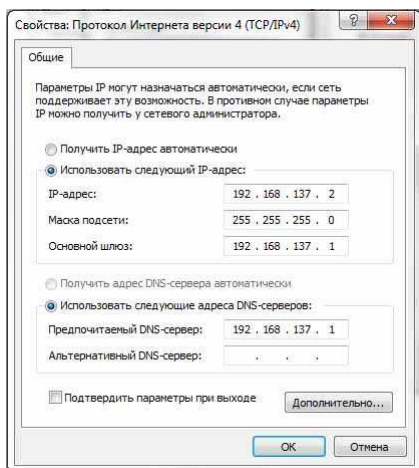 Свойства: Протокол Интернета версии 4 (TCP/IPv4)
Общие
Параметры IP могут назначаться автоматически, если сеть
поддерживает эту возможность. В противном случае параметры
IP можно получить у сетевого администратора.
Получить IP-адрес автоматически
Использовать следующий IP-адрес:
IP-адрес: 192 . 168 . 137 . 2
Маска подсети: 255 . 255 . 255 . 0
Основной шлюз: 192 . 168 . 137 . 1
Получить адрес DNS-сервера автоматически
Использовать следующие адреса DNS-серверов:
Предпочитаемый DNS-сервер: 192 . 168 . 137 . 1
Альтернативный DNS-сервер: . . .
Подтвердить параметры при выходе
Дополнительно...
OK Отмена